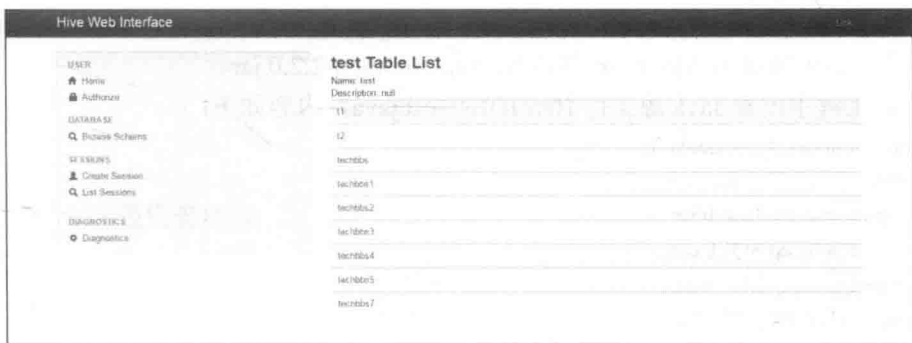 Hive Web Interface
Link
USER
Home
Authorize
DATABASE
Browse Schema
SESSIONS
Create Session
List Sessions
DIAGNOSTICS
Diagnostics
test Table List
Name: test
Description: null
t2
techbbs
techbbs1
techbbs2
techbbs3
techbbs4
techbbs5
techbbs7